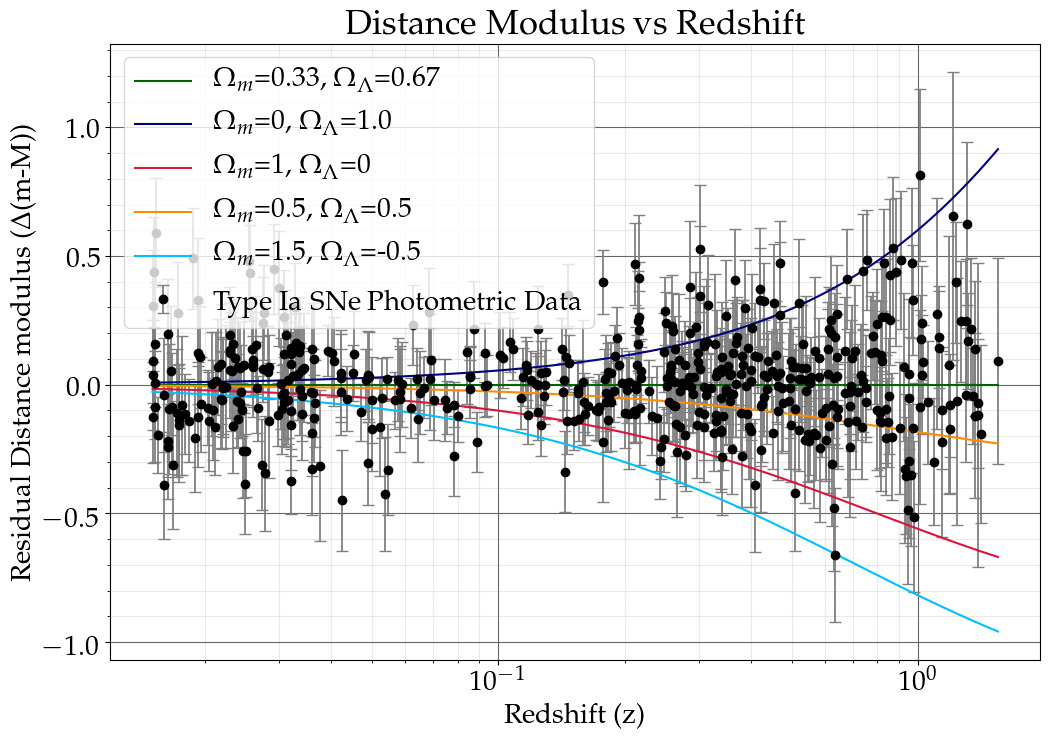 Distance Modulus vs Redshift
Ωm=0.33, ΩΛ=0.67
Ωm=0, ΩΛ=1.0
Ωm=1, ΩΛ=0
Ωm=0.5, ΩΛ=0.5
Ωm=1.5, ΩΛ=-0.5
Type Ia SNe Photometric Data
Residual Distance modulus (Δ(m-M))
1.0
0.5
0.0
−0.5
−1.0
10⁻¹
10⁰
Redshift (z)